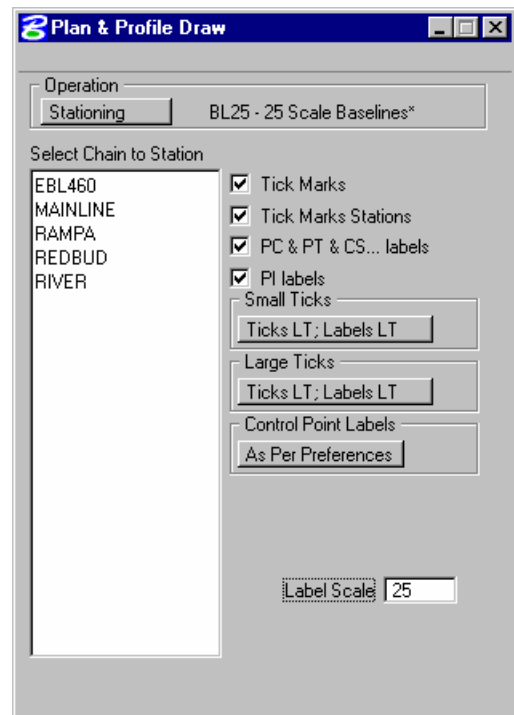 Plan & Profile Draw
Operation
Stationing BL25 - 25 Scale Baselines*
Select Chain to Station
EBL460
MAINLINE
RAMPA
REDBUD
RIVER
Tick Marks
Tick Marks Stations
PC & PT & CS... labels
PI labels
Small Ticks
Ticks LT; Labels LT
Large Ticks
Ticks LT; Labels LT
Control Point Labels
As Per Preferences
Label Scale 25